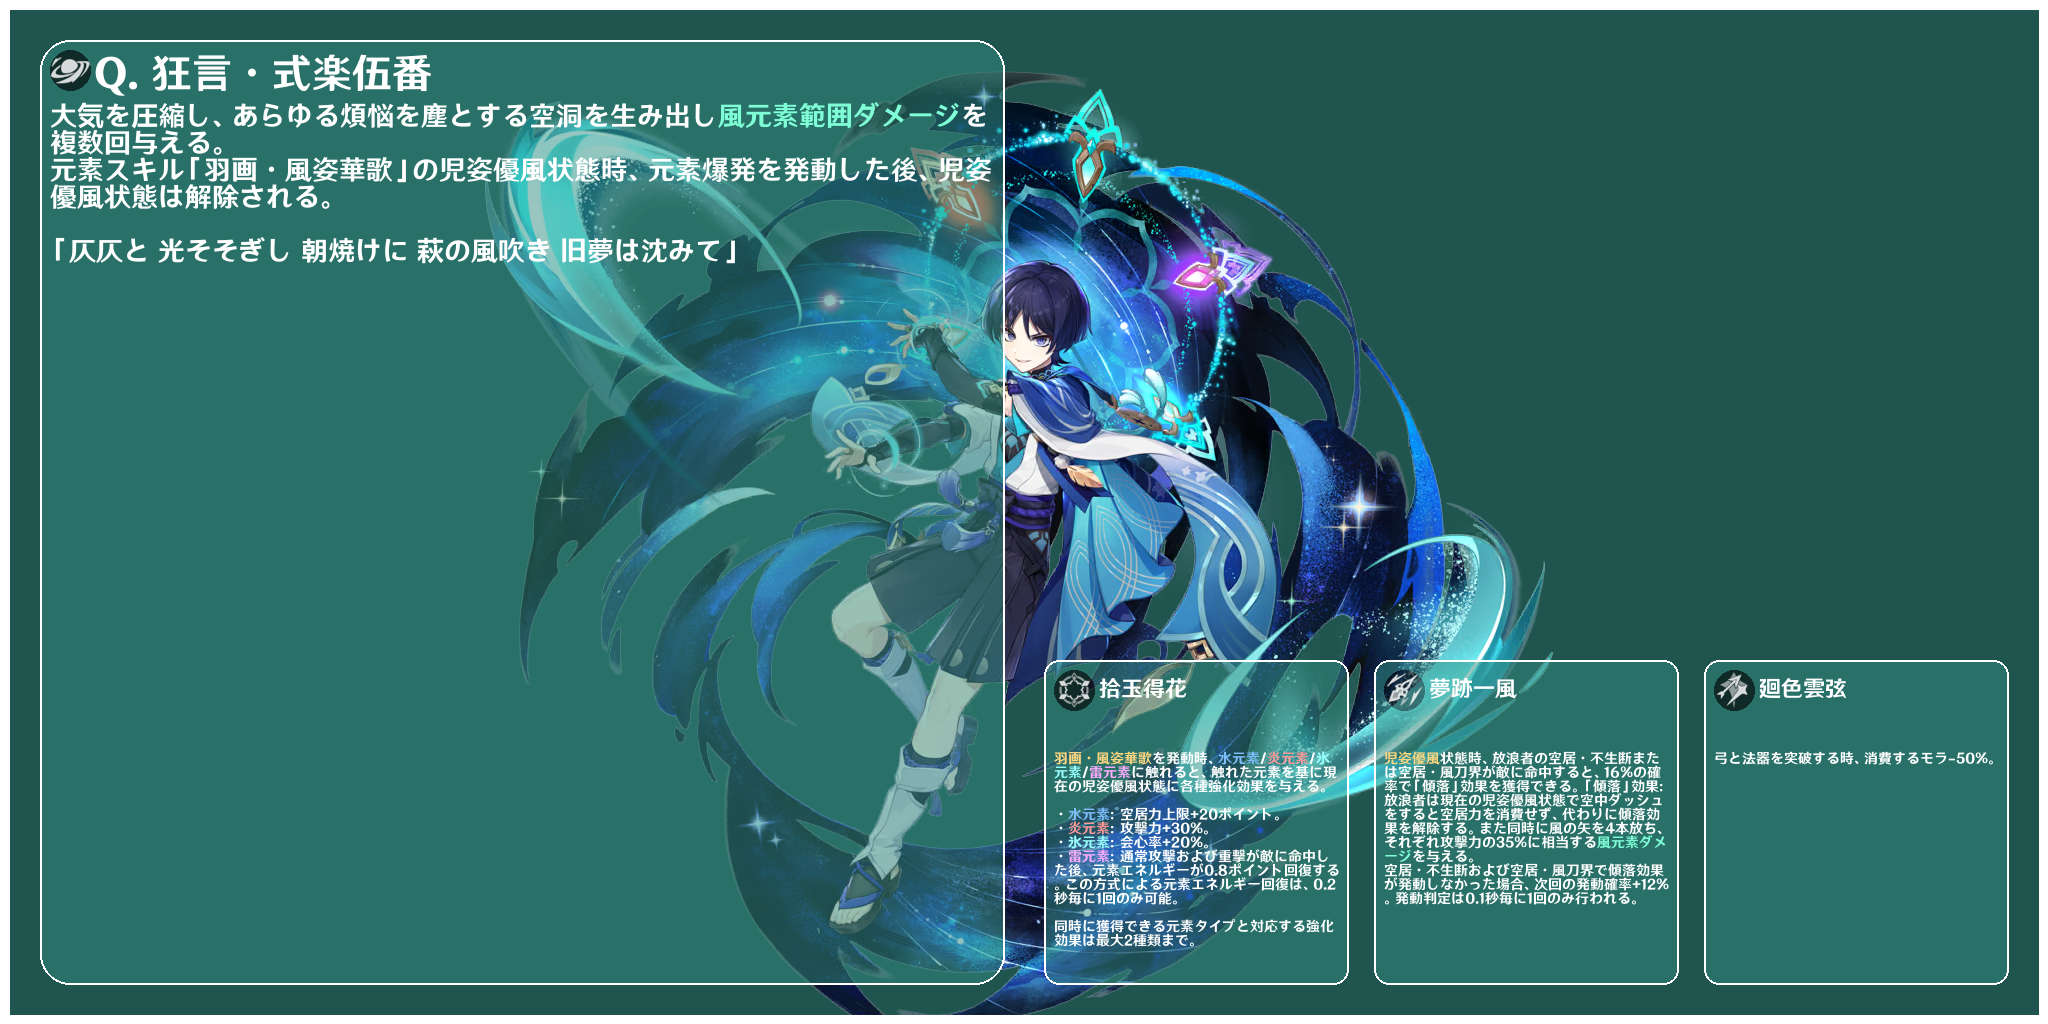 Q. 狂言・式楽伍番
大気を圧縮し、あらゆる煩悩を塵とする空洞を生み出し風元素範囲ダメージを
複数回与える。
元素スキル「羽画・風姿華歌」の児姿優風状態時、元素爆発を発動した後、児姿
優風状態は解除される。
「仄仄と 光そそぎし 朝焼けに 萩の風吹き 旧夢は沈みて」
拾玉得花
羽画・風姿華歌を発動時、水元素/炎元素/氷
元素/雷元素に触れると、触れた元素を基に現
在の児姿優風状態に各種強化効果を与える。
・水元素: 空居力上限+20ポイント。
・炎元素: 攻撃力+30%。
・氷元素: 会心率+20%。
・雷元素: 通常攻撃および重撃が敵に命中し
た後、元素エネルギーが0.8ポイント回復する
。この方式による元素エネルギー回復は、0.2
秒毎に1回のみ可能。
同時に獲得できる元素タイプと対応する強化
効果は最大2種類まで。
夢跡一風
児姿優風状態時、放浪者の空居・不生断また
は空居・風刀界が敵に命中すると、16%の確
率で「傾落」効果を獲得できる。「傾落」効果:
放浪者は現在の児姿優風状態で空中ダッシュ
をすると空居力を消費せず、代わりに傾落効
果を解除する。また同時に風の矢を4本放ち、
それぞれ攻撃力の35%に相当する風元素ダメ
ージを与える。
空居・不生断および空居・風刀界で傾落効果
が発動しなかった場合、次回の発動確率+12%
。発動判定は0.1秒毎に1回のみ行われる。
廻色雲弦
弓と法器を突破する時、消費するモラ-50%。